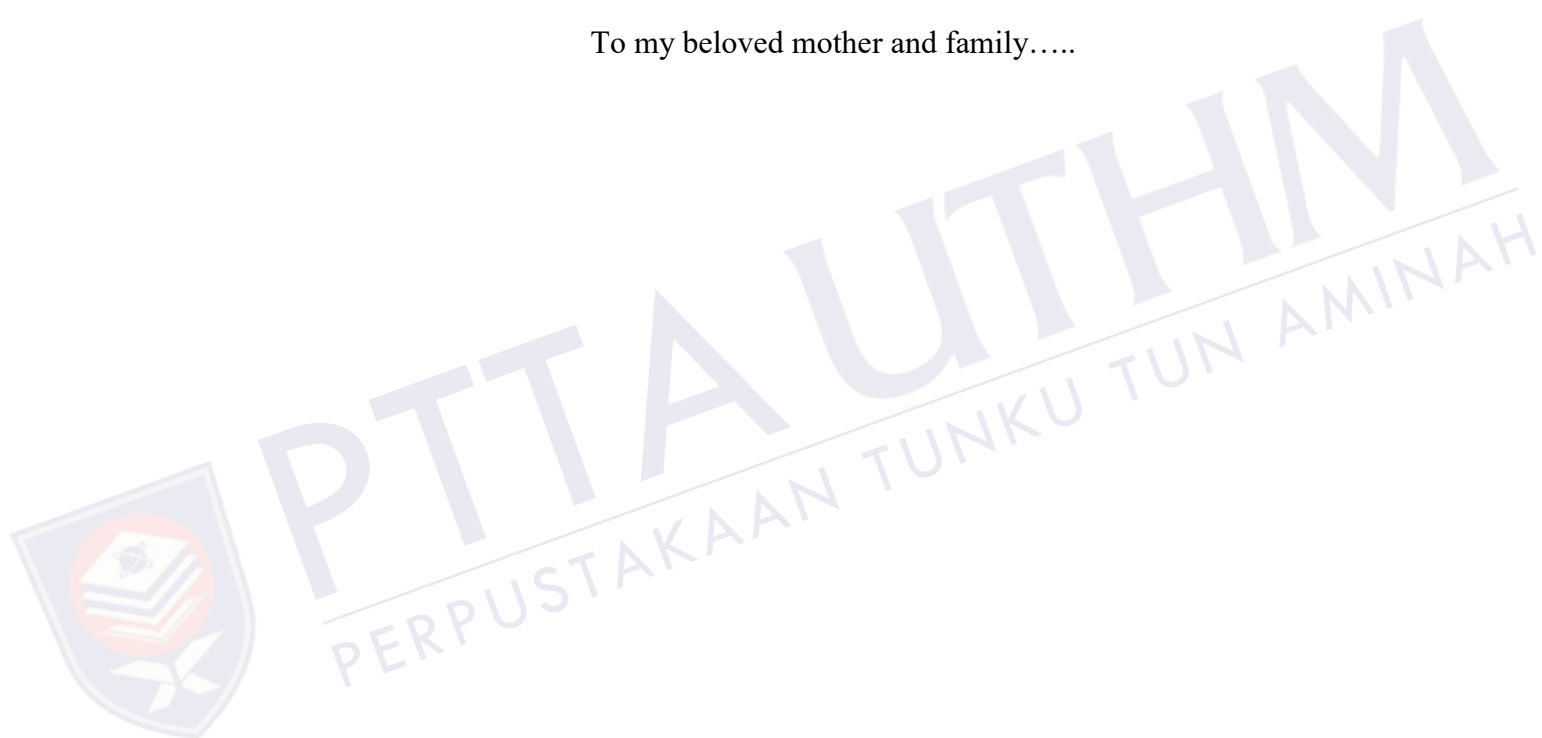 To my beloved mother and family…..
PTTA UTHM
PERPUSTAKAAN TUNKU TUN AMINAH